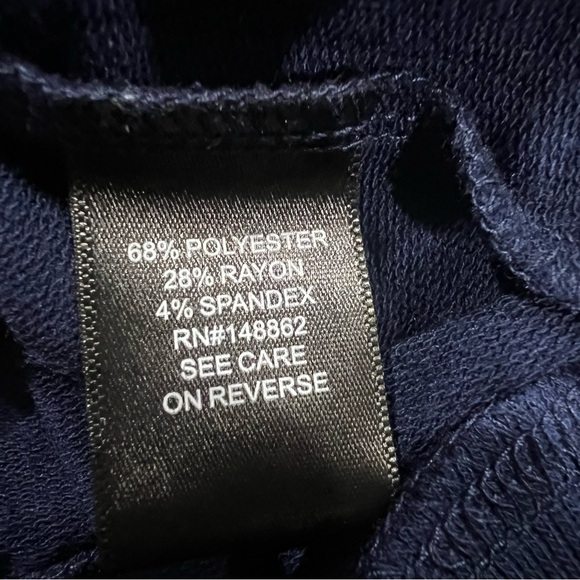 68% POLYESTER
28% RAYON
4% SPANDEX
RN#148862
SEE CARE
ON REVERSE